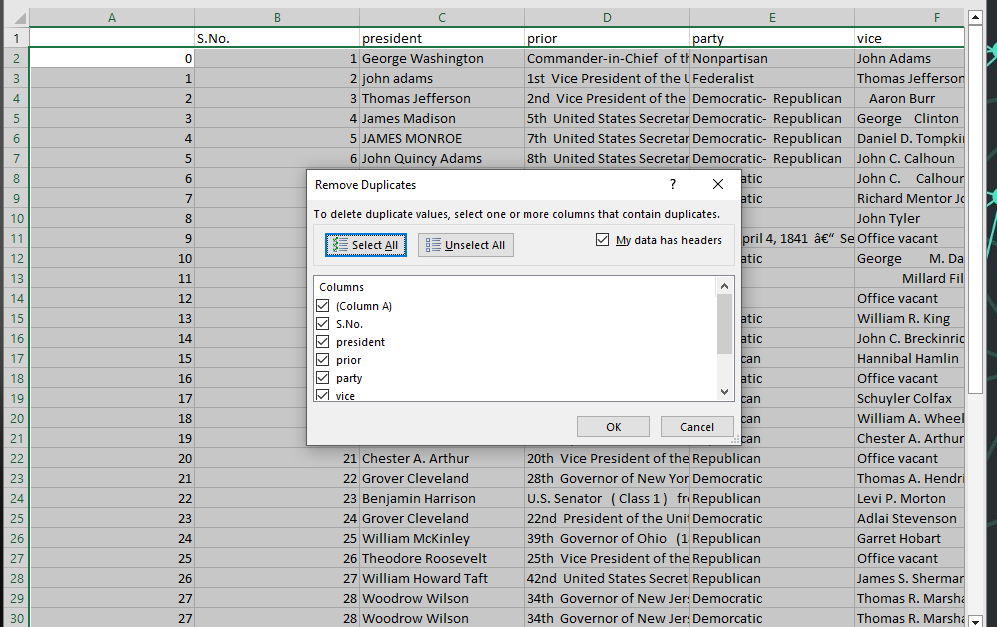 A B C D E F
1 S.No. president prior party vice
2 0 1 George Washington Commander-in-Chief of th Nonpartisan John Adams
3 1 2 john adams 1st Vice President of the U Federalist Thomas Jefferson
4 2 3 Thomas Jefferson 2nd Vice President of the Democratic- Republican Aaron Burr
5 3 4 James Madison 5th United States Secretar Democratic- Republican George Clinton
6 4 5 JAMES MONROE 7th United States Secretar Democratic- Republican Daniel D. Tompki
7 5 6 John Quincy Adams 8th United States Secretar Democratic- Republican John C. Calhoun
8 6 atic John C. Calhour
9 7 atic Richard Mentor Jo
10 8 John Tyler
11 9 pril 4, 1841 â€“ Se Office vacant
12 10 atic George M. Da
13 11 Millard Fil
14 12 Office vacant
15 13 atic William R. King
16 14 atic John C. Breckinric
17 15 can Hannibal Hamlin
18 16 atic Office vacant
19 17 can Schuyler Colfax
20 18 can William A. Wheel
21 19 can Chester A. Arthur
Remove Duplicates ?
To delete duplicate values, select one or more columns that contain duplicates.
Select All Unselect All My data has headers
Columns
(Column A)
S.No.
president
prior
party
vice
OK Cancel
22 20 21 Chester A. Arthur 20th Vice President of the Republican Office vacant
23 21 22 Grover Cleveland 28th Governor of New Yor Democratic Thomas A. Hendri
24 22 23 Benjamin Harrison U.S. Senator ( Class 1 ) fr Republican Levi P. Morton
25 23 24 Grover Cleveland 22nd President of the Unit Democratic Adlai Stevenson
26 24 25 William McKinley 39th Governor of Ohio (1 Republican Garret Hobart
27 25 26 Theodore Roosevelt 25th Vice President of the Republican Office vacant
28 26 27 William Howard Taft 42nd United States Secret Republican James S. Sherman
29 27 28 Woodrow Wilson 34th Governor of New Jer Democratic Thomas R. Marsha
30 27 28 Woodrow Wilson 34th Governor of New Jer Democratic Thomas R. Marsha